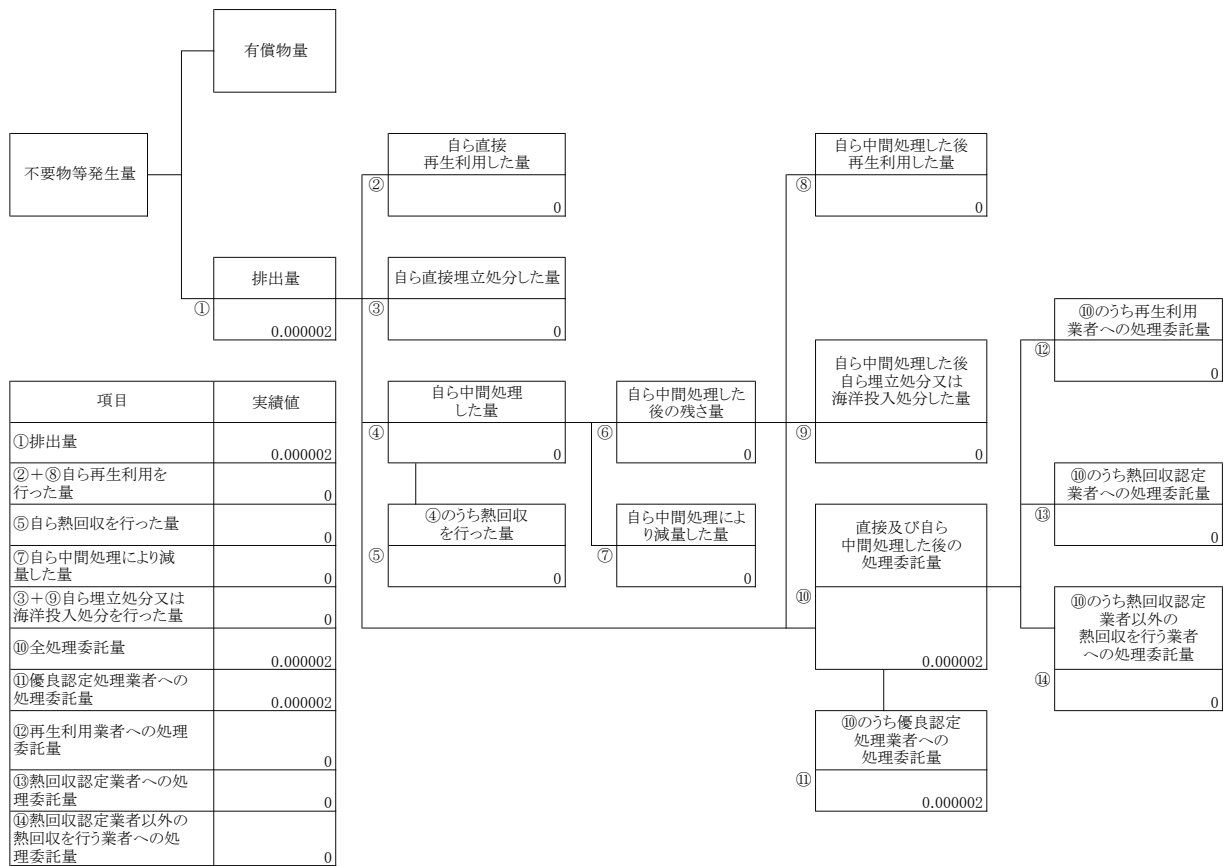 有償物量
不要物等発生量
排出量
①
0.000002
自ら直接
再生利用した量
②
0
自ら直接埋立処分した量
③
0
自ら中間処理
した量
④
0
④のうち熱回収
を行った量
⑤
0
自ら中間処理した
後の残さ量
⑥
0
自ら中間処理によ
り減量した量
⑦
0
自ら中間処理した後
再生利用した量
⑧
0
自ら中間処理した後
自ら埋立処分又は
海洋投入処分した量
⑨
0
直接及び自ら
中間処理した後の
処理委託量
⑩
0.000002
⑩のうち優良認定
処理業者への
処理委託量
⑪
0.000002
⑩のうち再生利用
業者への処理委託量
⑫
0
⑩のうち熱回収認定
業者への処理委託量
⑬
0
⑩のうち熱回収認定
業者以外の
熱回収を行う業者
への処理委託量
⑭
0
項目 実績値
①排出量 0.000002
②+⑧自ら再生利用を
行った量 0
⑤自ら熱回収を行った量 0
⑦自ら中間処理により減
量した量 0
③+⑨自ら埋立処分又は
海洋投入処分を行った量 0
⑩全処理委託量 0.000002
⑪優良認定処理業者への
処理委託量 0.000002
⑫再生利用業者への処理
委託量 0
⑬熱回収認定業者への処
理委託量 0
⑭熱回収認定業者以外の
熱回収を行う業者への処
理委託量 0